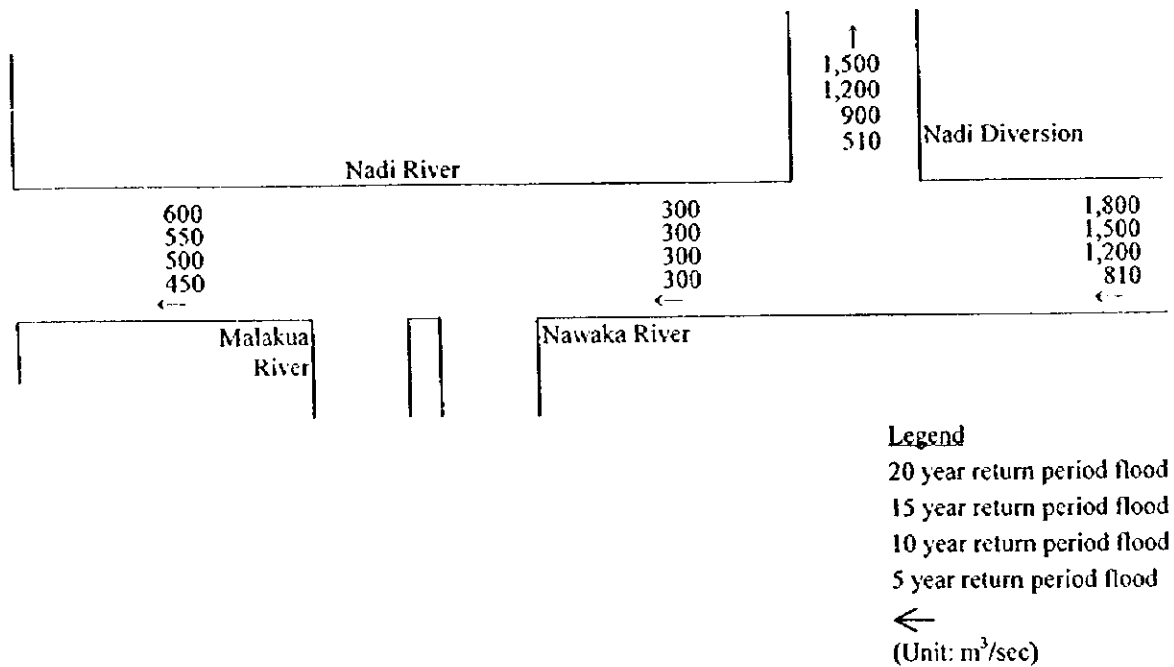 ↑
1,500
1,200
900
510
Nadi Diversion
Nadi River
600
550
500
450
←
300
300
300
300
←
1,800
1,500
1,200
810
←
Malakua
River
Nawaka River
Legend
20 year return period flood
15 year return period flood
10 year return period flood
5 year return period flood
←
(Unit: m³/sec)